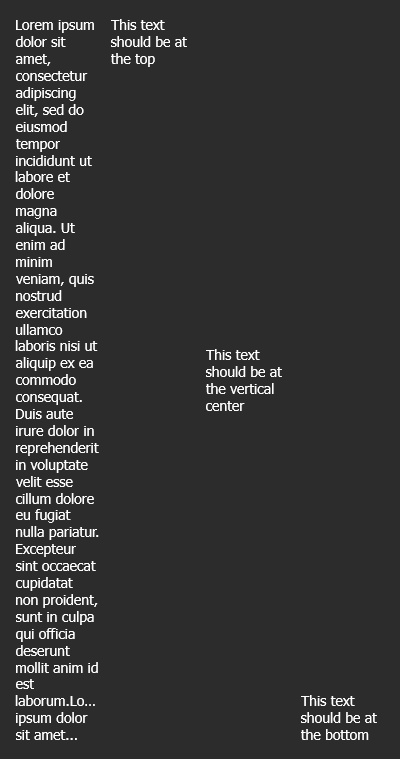 Lorem ipsum
dolor sit
amet,
consectetur
adipiscing
elit, sed do
eiusmod
tempor
incididunt ut
labore et
dolore
magna
aliqua. Ut
enim ad
minim
veniam, quis
nostrud
exercitation
ullamco
laboris nisi ut
aliquip ex ea
commodo
consequat.
Duis aute
irure dolor in
reprehenderit
in voluptate
velit esse
cillum dolore
eu fugiat
nulla pariatur.
Excepteur
sint occaecat
cupidatat
non proident,
sunt in culpa
qui officia
deserunt
mollit anim id
est
laborum.Lo...
ipsum dolor
sit amet...
This text
should be at
the top
This text
should be at
the vertical
center
This text
should be at
the bottom